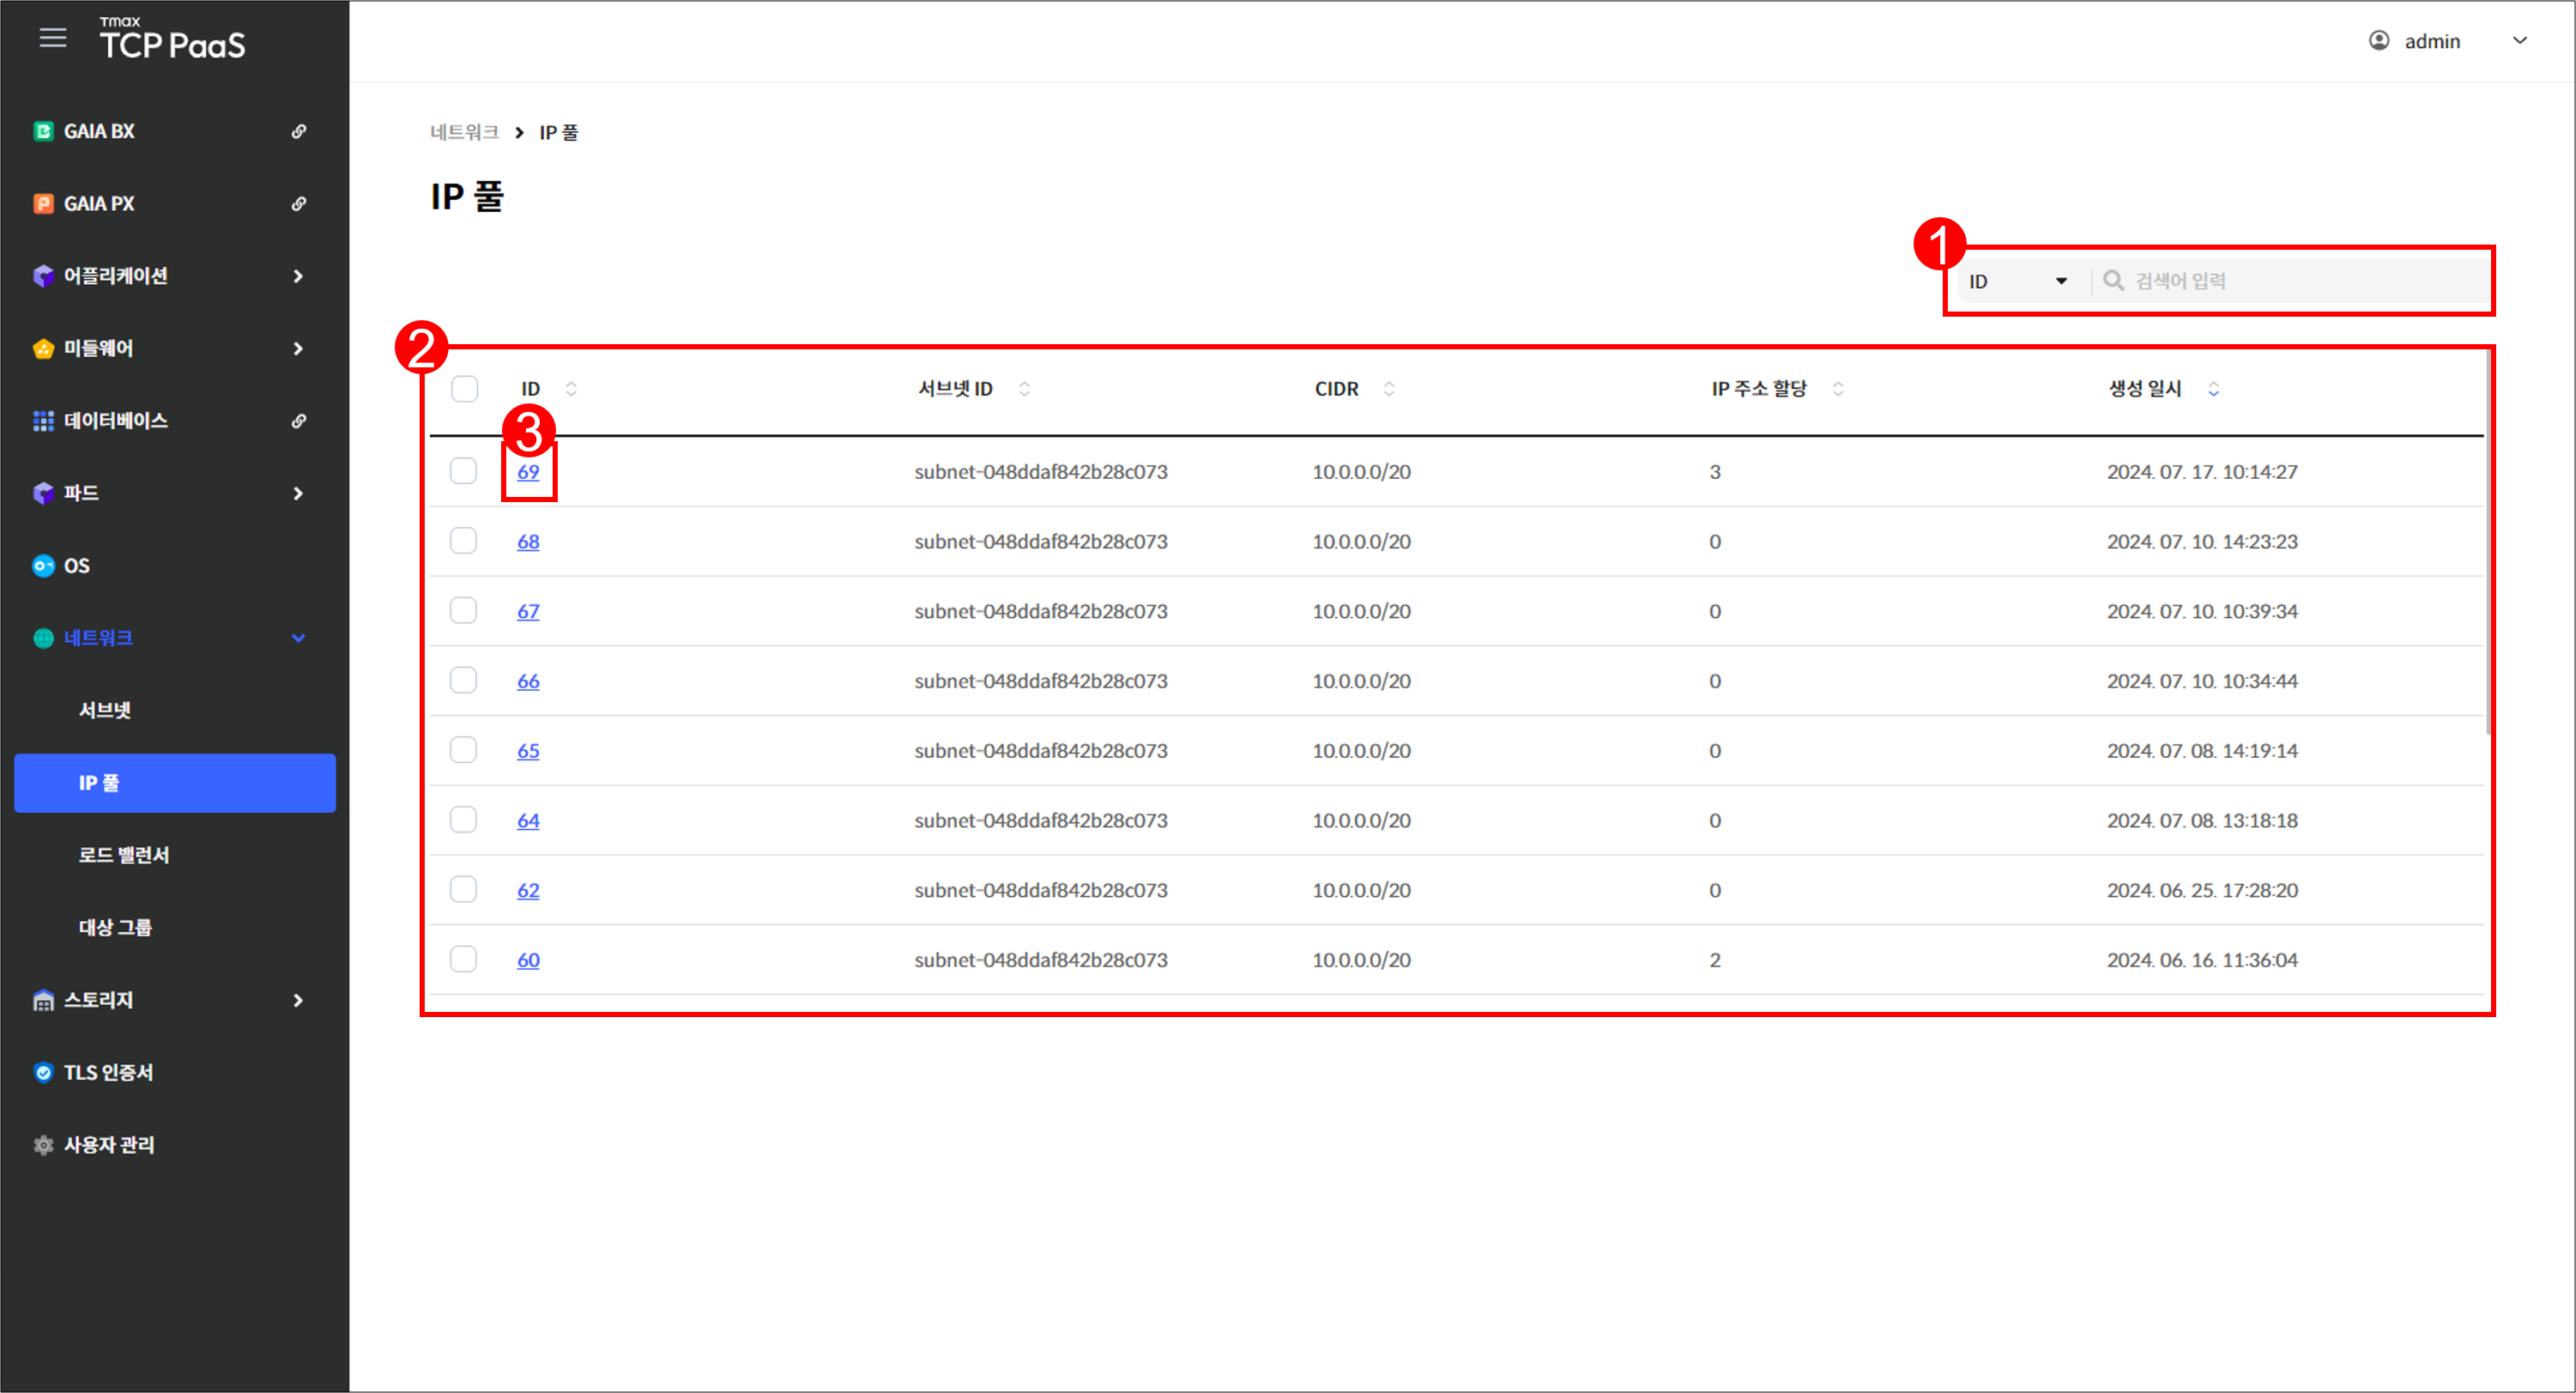 Tmax
TCP PaaS
admin
GAIA BX
GAIA PX
어플리케이션
미들웨어
데이터베이스
파드
OS
네트워크
서브넷
IP 풀
로드 밸런서
대상 그룹
스토리지
TLS 인증서
사용자 관리
네트워크 > IP 풀
IP 풀
1
ID 검색어 입력
2
ID 서브넷 ID CIDR IP 주소 할당 생성 일시
3
69 subnet-048ddaf842b28c073 10.0.0.0/20 3 2024. 07. 17. 10:14:27
68 subnet-048ddaf842b28c073 10.0.0.0/20 0 2024. 07. 10. 14:23:23
67 subnet-048ddaf842b28c073 10.0.0.0/20 0 2024. 07. 10. 10:39:34
66 subnet-048ddaf842b28c073 10.0.0.0/20 0 2024. 07. 10. 10:34:44
65 subnet-048ddaf842b28c073 10.0.0.0/20 0 2024. 07. 08. 14:19:14
64 subnet-048ddaf842b28c073 10.0.0.0/20 0 2024. 07. 08. 13:18:18
62 subnet-048ddaf842b28c073 10.0.0.0/20 0 2024. 06. 25. 17:28:20
60 subnet-048ddaf842b28c073 10.0.0.0/20 2 2024. 06. 16. 11:36:04